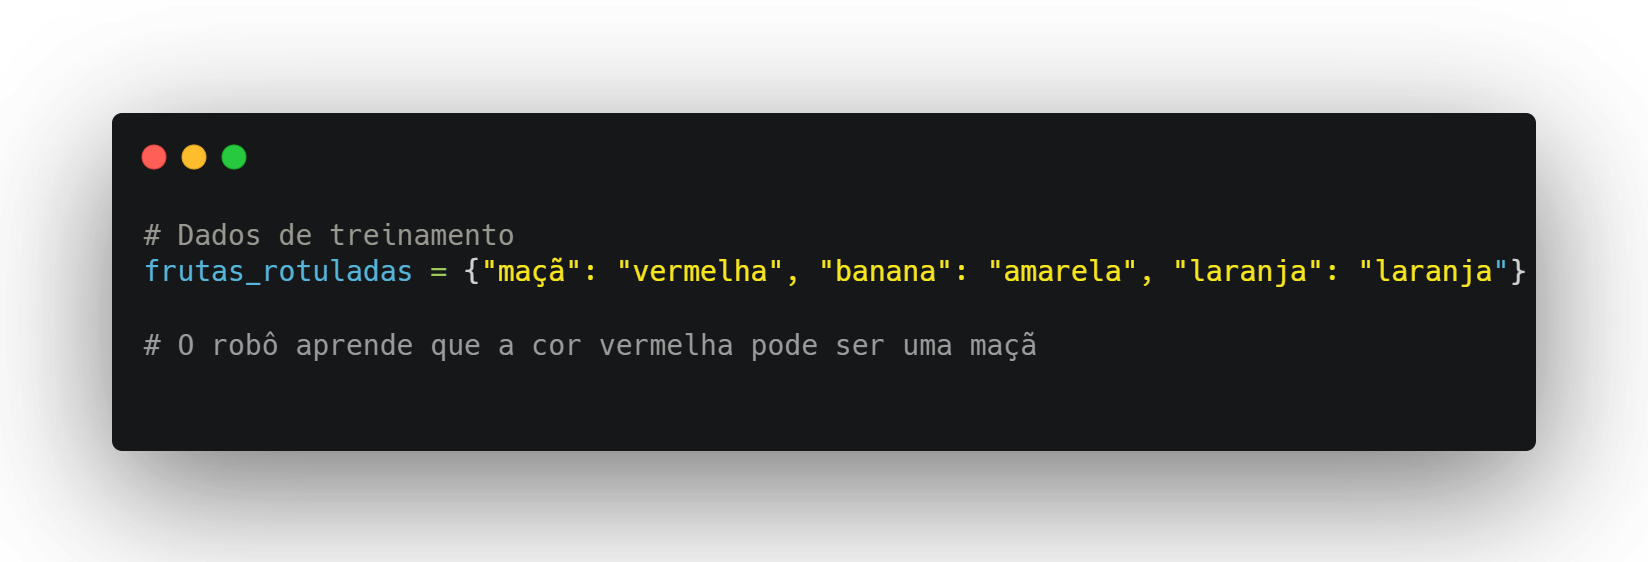 # Dados de treinamento
frutas_rotuladas = {"maçã": "vermelha", "banana": "amarela", "laranja": "laranja"}
# O robô aprende que a cor vermelha pode ser uma maçã